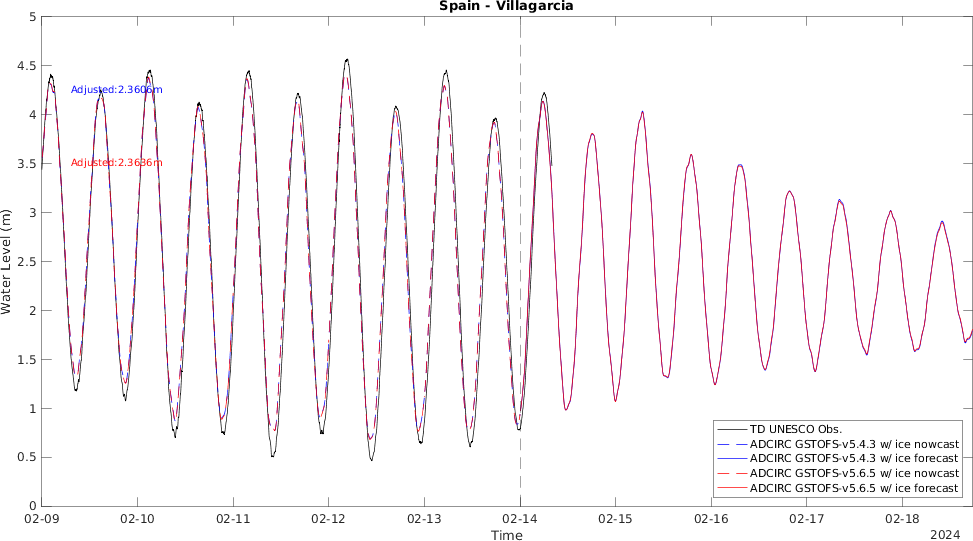 Spain - Villagarcia
5
4.5
4
3.5
3
2.5
2
1.5
1
0.5
0
Water Level (m)
Adjusted:2.3606m
Adjusted:2.3636m
02-09
02-10
02-11
02-12
02-13
02-14
02-15
02-16
02-17
02-18
Time
2024
TD UNESCO Obs.
ADCIRC GSTOFS-v5.4.3 w/ ice nowcast
ADCIRC GSTOFS-v5.4.3 w/ ice forecast
ADCIRC GSTOFS-v5.6.5 w/ ice nowcast
ADCIRC GSTOFS-v5.6.5 w/ ice forecast